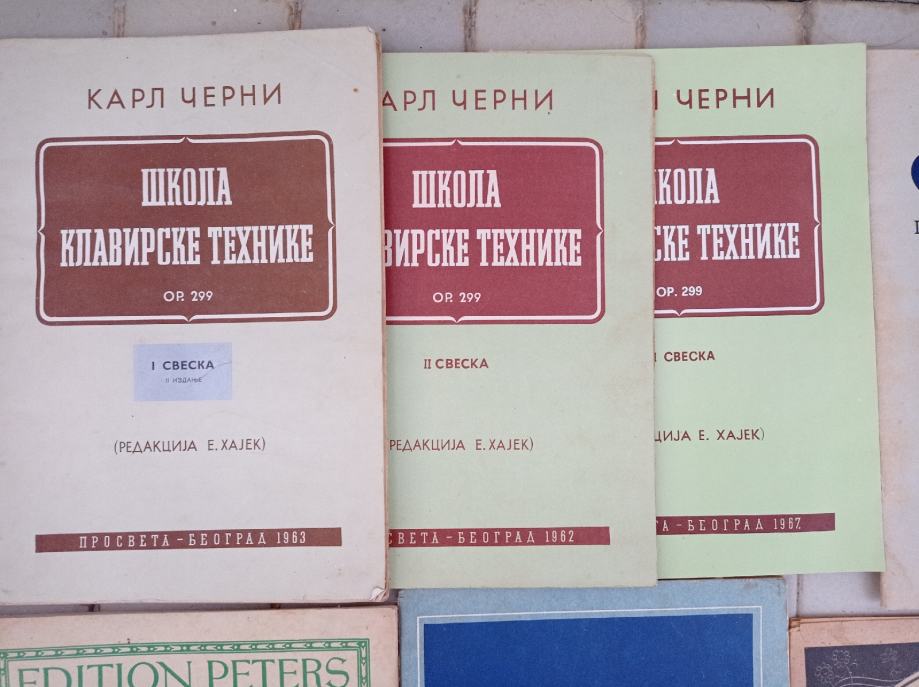 КАРЛ ЧЕРНИ
ШКОЛА
КЛАВИРСКЕ ТЕХНИКЕ
OP. 299
I СВЕСКА
II ИЗДАЊЕ
(РЕДАКЦИЈА Е. ХАЈЕК)
ПРОСВЕТА – БЕОГРАД 1963
АРЛ ЧЕРНИ
ШКОЛА
ВИРСКЕ ТЕХНИКЕ
OP. 299
II СВЕСКА
РЕДАКЦИЈА Е. ХАЈЕК)
СВЕТА – БЕОГРАД 1962
ЧЕРНИ
КОЛА
СКЕ ТЕХНИКЕ
OP. 299
СВЕСКА
ЦИЈА Е. ХАЈЕК)
ТА – БЕОГРАД 1967.
EDITION PETERS